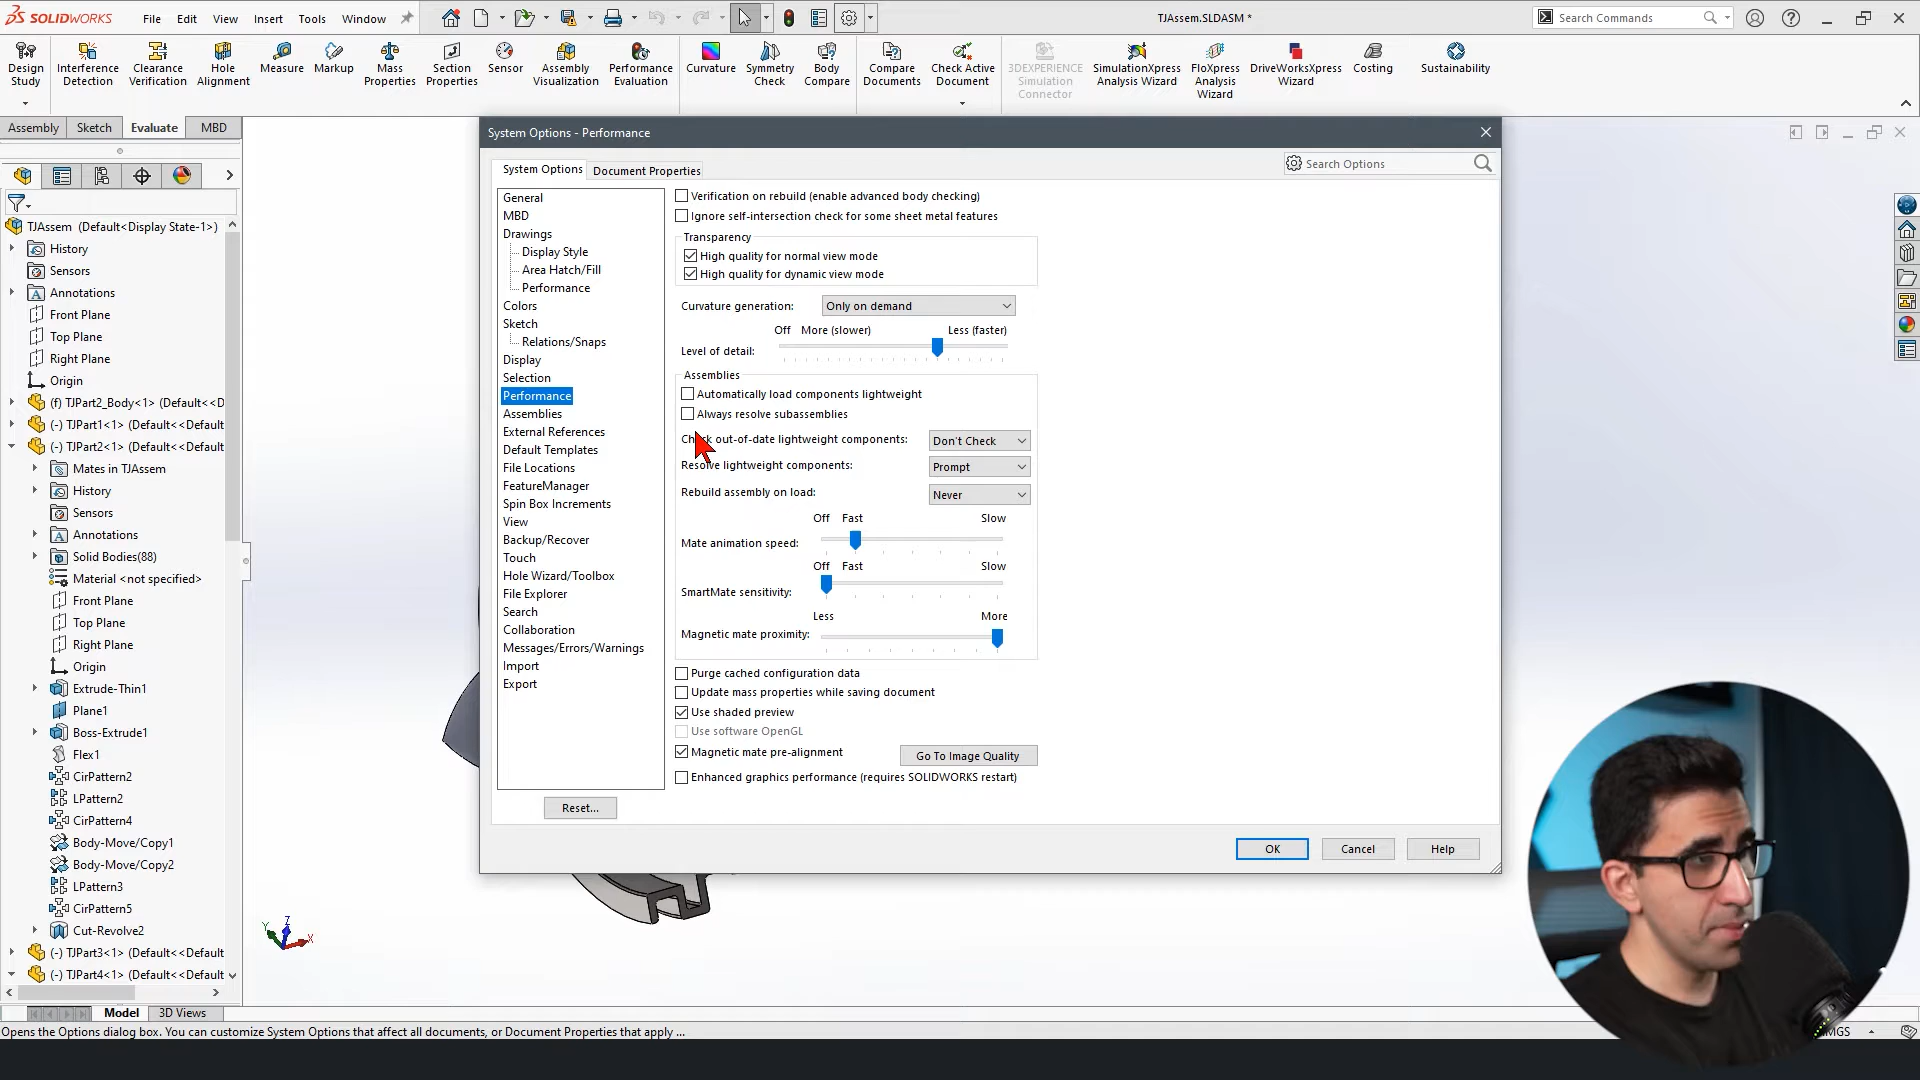 SOLIDWORKS File Edit View Insert Tools Window TJAssem.SLDASM * Search Commands
Design Study
Interference Detection
Clearance Verification
Hole Alignment
Measure
Markup
Mass Properties
Section Properties
Sensor
Assembly Visualization
Performance Evaluation
Curvature
Symmetry Check
Body Compare
Compare Documents
Check Active Document
3DEXPERIENCE Simulation Connector
SimulationXpress Analysis Wizard
FloXpress Analysis Wizard
DriveWorksXpress Wizard
Costing
Sustainability
Assembly Sketch Evaluate MBD
TJAssem (Default<Display State-1>)
History
Sensors
Annotations
Front Plane
Top Plane
Right Plane
Origin
(f) TJPart2_Body<1> (Default<<D
(-) TJPart1<1> (Default<<Default
(-) TJPart2<1> (Default<<Default
Mates in TJAssem
History
Sensors
Annotations
Solid Bodies(88)
Material <not specified>
Front Plane
Top Plane
Right Plane
Origin
Extrude-Thin1
Plane1
Boss-Extrude1
Flex1
CirPattern2
LPattern2
CirPattern4
Body-Move/Copy1
Body-Move/Copy2
LPattern3
CirPattern5
Cut-Revolve2
(-) TJPart3<1> (Default<<Default
(-) TJPart4<1> (Default<<Default
Model 3D Views
Opens the Options dialog box. You can customize System Options that affect all documents, or Document Properties that apply ...
MGS
Y Z X
System Options - Performance
System Options Document Properties
Search Options
General
MBD
Drawings
Display Style
Area Hatch/Fill
Performance
Colors
Sketch
Relations/Snaps
Display
Selection
Performance
Assemblies
External References
Default Templates
File Locations
FeatureManager
Spin Box Increments
View
Backup/Recover
Touch
Hole Wizard/Toolbox
File Explorer
Search
Collaboration
Messages/Errors/Warnings
Import
Export
Reset...
Verification on rebuild (enable advanced body checking)
Ignore self-intersection check for some sheet metal features
Transparency
High quality for normal view mode
High quality for dynamic view mode
Curvature generation: Only on demand
Off More (slower) Less (faster)
Level of detail:
Assemblies
Automatically load components lightweight
Always resolve subassemblies
Check out-of-date lightweight components: Don't Check
Resolve lightweight components: Prompt
Rebuild assembly on load: Never
Off Fast Slow
Mate animation speed:
Off Fast Slow
SmartMate sensitivity:
Less More
Magnetic mate proximity:
Purge cached configuration data
Update mass properties while saving document
Use shaded preview
Use software OpenGL
Magnetic mate pre-alignment Go To Image Quality
Enhanced graphics performance (requires SOLIDWORKS restart)
OK Cancel Help